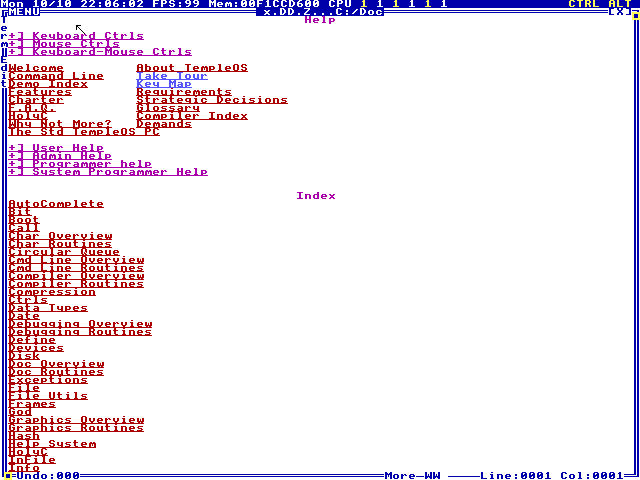 Mon 10/10 22:06:02 FPS:99 Mem:00F1CCD600 CPU 1 1 1 1 1 1 CTRL ALT
MENU x.DD.Z...C:/Doc [X]
Term Edit
Help
+] Keyboard Ctrls
+] Mouse Ctrls
+] Keyboard-Mouse Ctrls
Welcome About TempleOS
Command Line Take Tour
Demo Index Key Map
Features Requirements
Charter Strategic Decisions
F.A.Q. Glossary
HolyC Compiler Index
Why Not More? Demands
The Std TempleOS PC
+] User Help
+] Admin Help
+] Programmer help
+] System Programmer Help
Index
AutoComplete
Bit
Boot
Call
Char Overview
Char Routines
Circular Queue
Cmd Line Overview
Cmd Line Routines
Compiler Overview
Compiler Routines
Compression
Ctrls
Data Types
Date
Debugging Overview
Debugging Routines
Define
Devices
Disk
Doc Overview
Doc Routines
Exceptions
File
File Utils
Frames
God
Graphics Overview
Graphics Routines
Hash
Help System
HolyC
InFile
Info
Undo:000 More-WW Line:0001 Col:0001